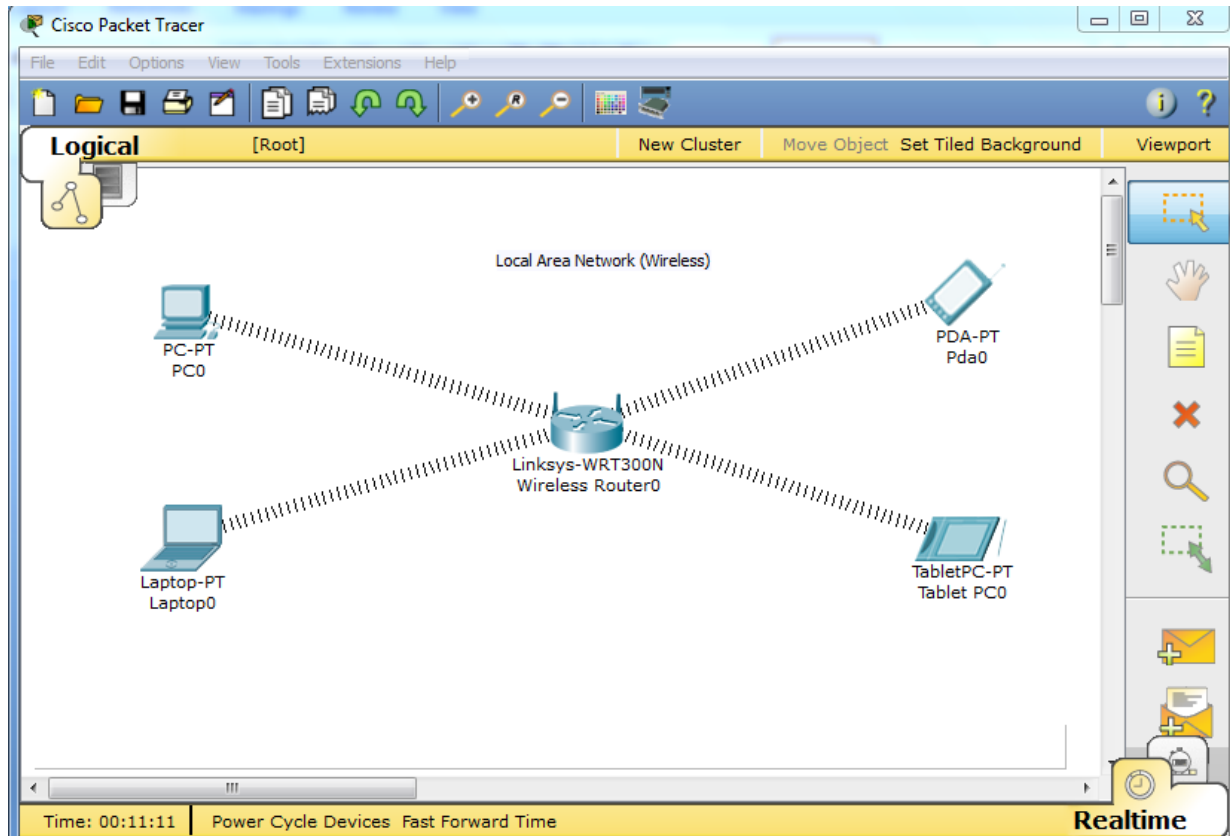 Cisco Packet Tracer
File Edit Options View Tools Extensions Help
Logical [Root] New Cluster Move Object Set Tiled Background Viewport
Local Area Network (Wireless)
PC-PT
PC0
PDA-PT
Pda0
Linksys-WRT300N
Wireless Router0
Laptop-PT
Laptop0
TabletPC-PT
Tablet PC0
Time: 00:11:11 Power Cycle Devices Fast Forward Time Realtime